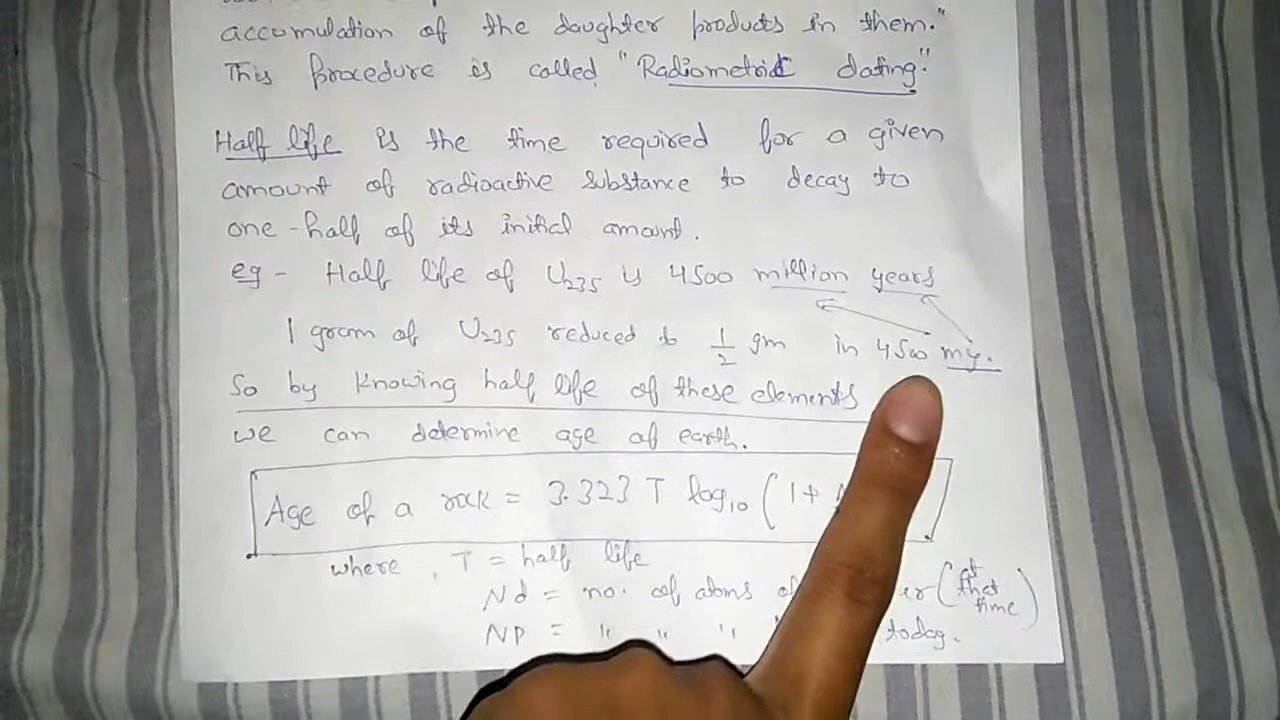 accumulation of the daughter products in them."
This procedure is called "Radiometric dating."
Half life is the time required for a given
amount of radioactive substance to decay to
one-half of its initial amount.
eg - Half life of U235 is 4500 million years
1 gram of U235 reduced to 1/2 gm in 4500 my.
So by knowing half life of these elements
we can determine age of earth.
Age of a rock = 3.323 T log10 ( 1 +
where, T = half life
Nd = no. of atoms of (at that time)
NP = " " " today.